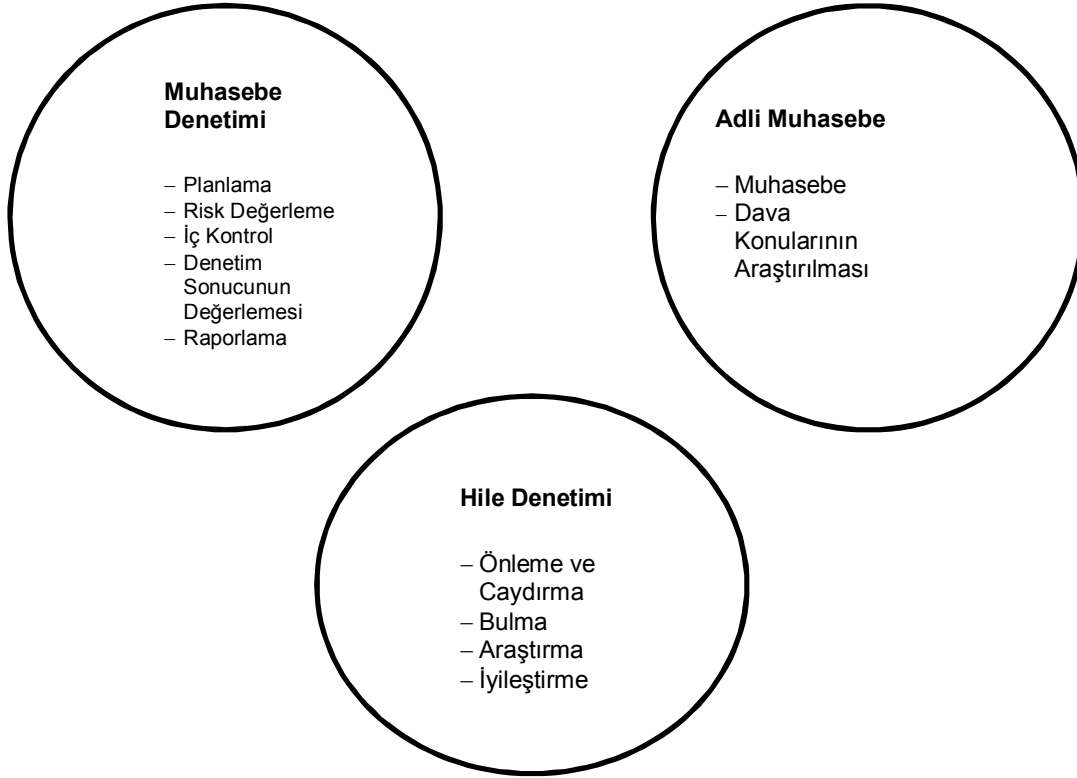 Muhasebe
Denetimi
– Planlama
– Risk Değerleme
– İç Kontrol
– Denetim
Sonucunun
Değerlemesi
– Raporlama
Adli Muhasebe
– Muhasebe
– Dava
Konularının
Araştırılması
Hile Denetimi
– Önleme ve
Caydırma
– Bulma
– Araştırma
– İyileştirme